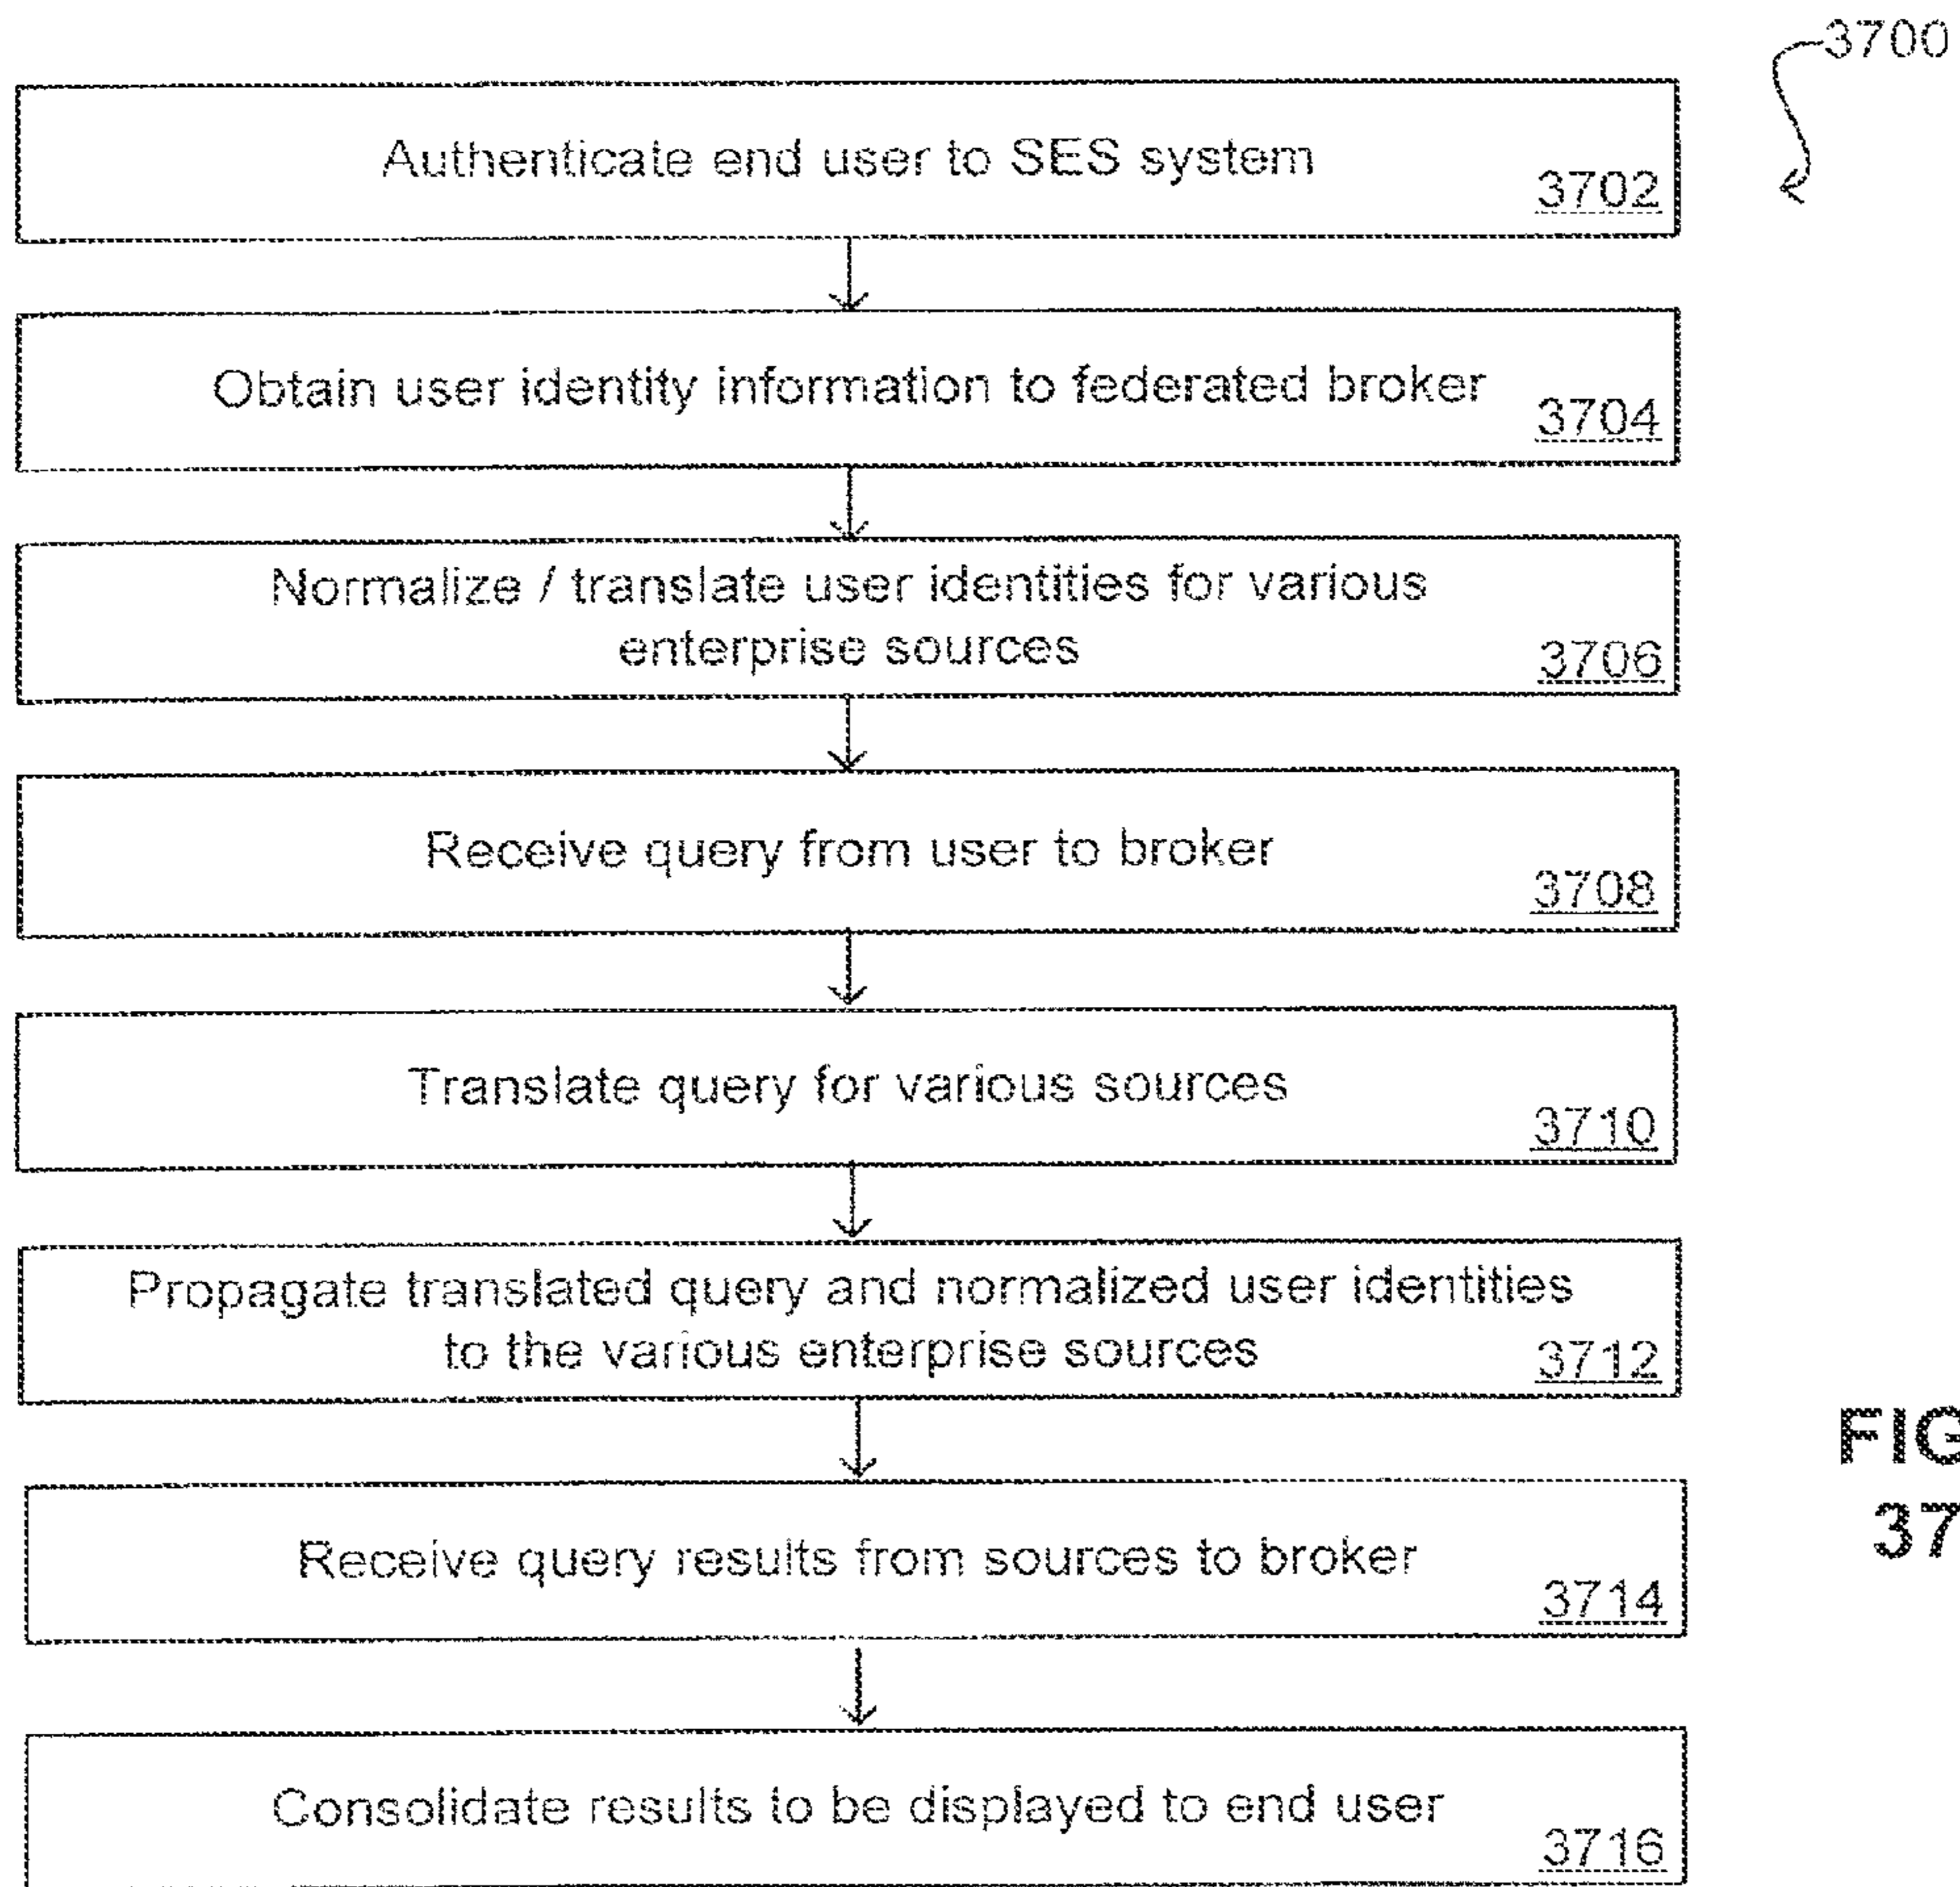 3700
Authenticate end user to SES system
3702
Obtain user identity information to federated broker
3704
Normalize / translate user identities for various
enterprise sources
3706
Receive query from user to broker
3708
Translate query for various sources
3710
Propagate translated query and normalized user identities
to the various enterprise sources
3712
FIG
37
Receive query results from sources to broker
3714
Consolidate results to be displayed to end user
3716